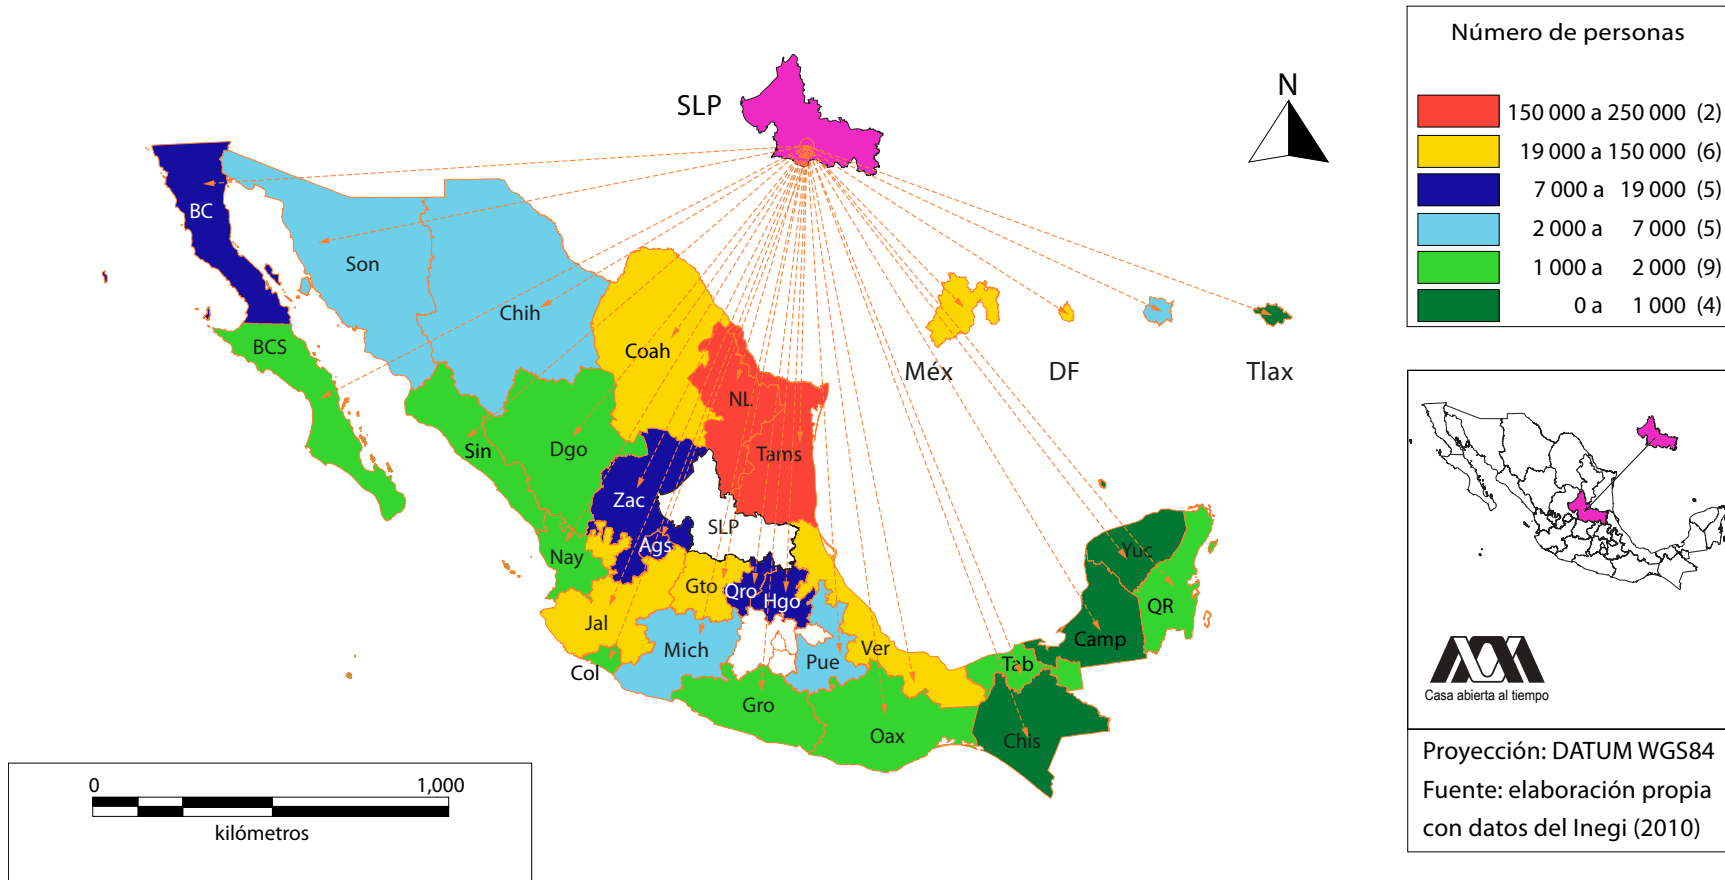 SLP
N
BC
Son
Chih
BCS
Coah
NL
Tams
Sin
Dgo
Zac
SLP
Ags
Nay
Gto
Qro
Hgo
Jal
Col
Mich
Pue
Ver
Gro
Oax
Tab
Chis
Camp
Yuc
QR
Méx
DF
Tlax
0
1,000
kilómetros
Número de personas
150 000 a 250 000 (2)
19 000 a 150 000 (6)
7 000 a 19 000 (5)
2 000 a 7 000 (5)
1 000 a 2 000 (9)
0 a 1 000 (4)
Casa abierta al tiempo
Proyección: DATUM WGS84
Fuente: elaboración propia
con datos del Inegi (2010)